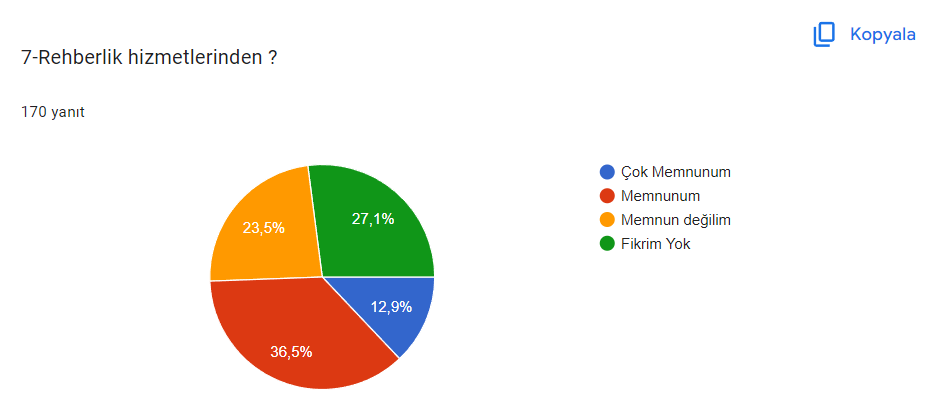 Kopyala
7-Rehberlik hizmetlerinden ?
170 yanıt
Çok Memnunum
Memnunum
Memnun değilim
Fikrim Yok
27,1%
23,5%
12,9%
36,5%